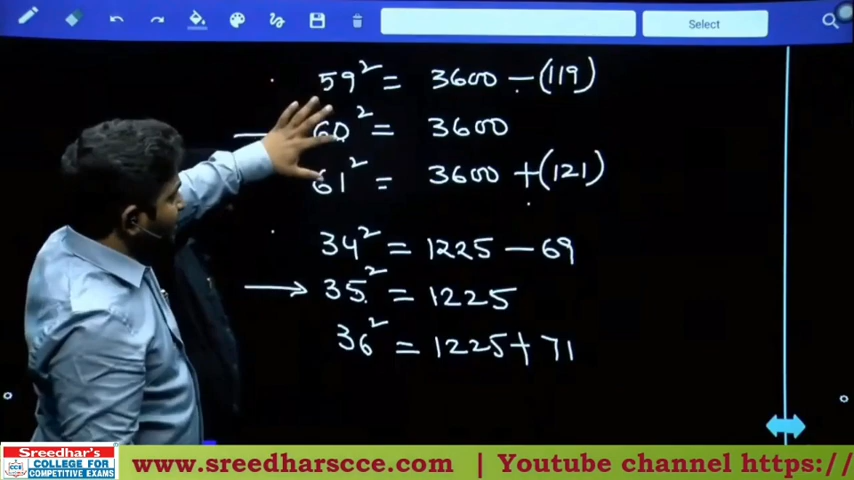 Select
59² = 3600 - (119)
60² = 3600
61² = 3600 + (121)
34² = 1225 - 69
→ 35² = 1225
36² = 1225 + 71
Sreedhar's
CCE
COLLEGE FOR
COMPETITIVE EXAMS
www.sreedharscce.com | Youtube channel https:/